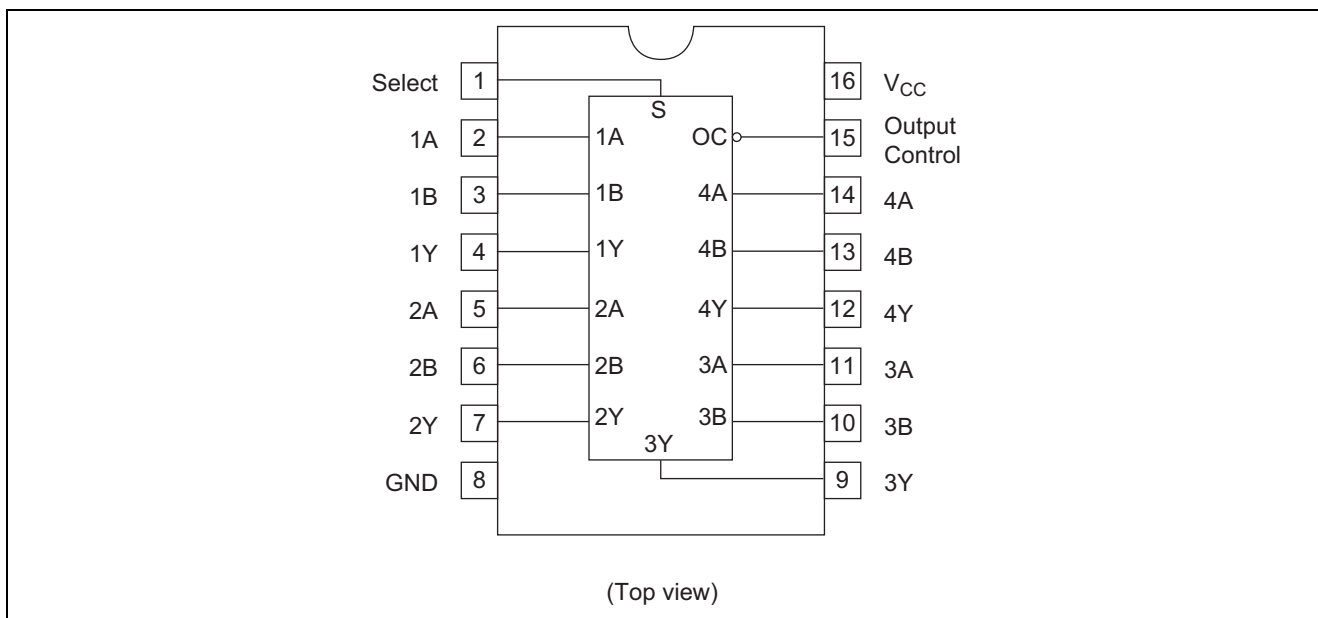 Select 1 16 VCC
S
1A 2 1A OC 15 Output
Control
1B 3 1B 4A 14 4A
1Y 4 1Y 4B 13 4B
2A 5 2A 4Y 12 4Y
2B 6 2B 3A 11 3A
2Y 7 2Y 3B 10 3B
3Y
GND 8 9 3Y
(Top view)